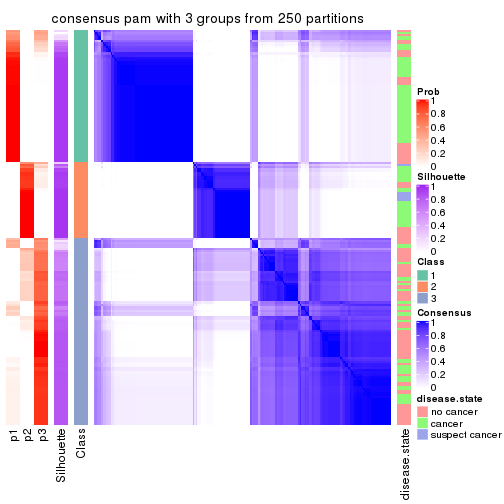 consensus pam with 3 groups from 250 partitions
Prob
1
0.8
0.6
0.4
0.2
0
Silhouette
1
0.8
0.6
0.4
0.2
0
Class
1
2
3
Consensus
1
0.8
0.6
0.4
0.2
0
disease.state
no cancer
cancer
suspect cancer
p1
p2
p3
Silhouette
Class
disease.state